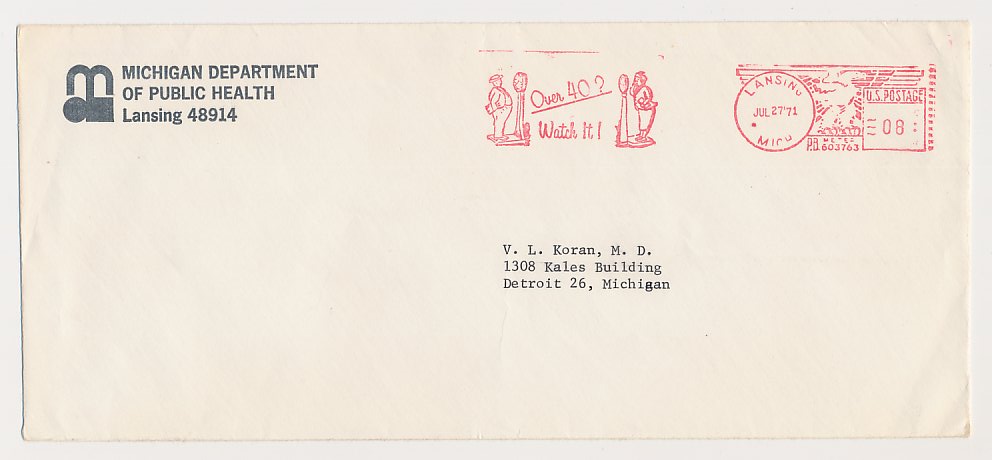 MICHIGAN DEPARTMENT
OF PUBLIC HEALTH
Lansing 48914
Over 40?
Watch It!
LANSING
JUL 27 '71
MICH
U.S. POSTAGE
08
P.B. METER
603763
V. L. Koran, M. D.
1308 Kales Building
Detroit 26, Michigan